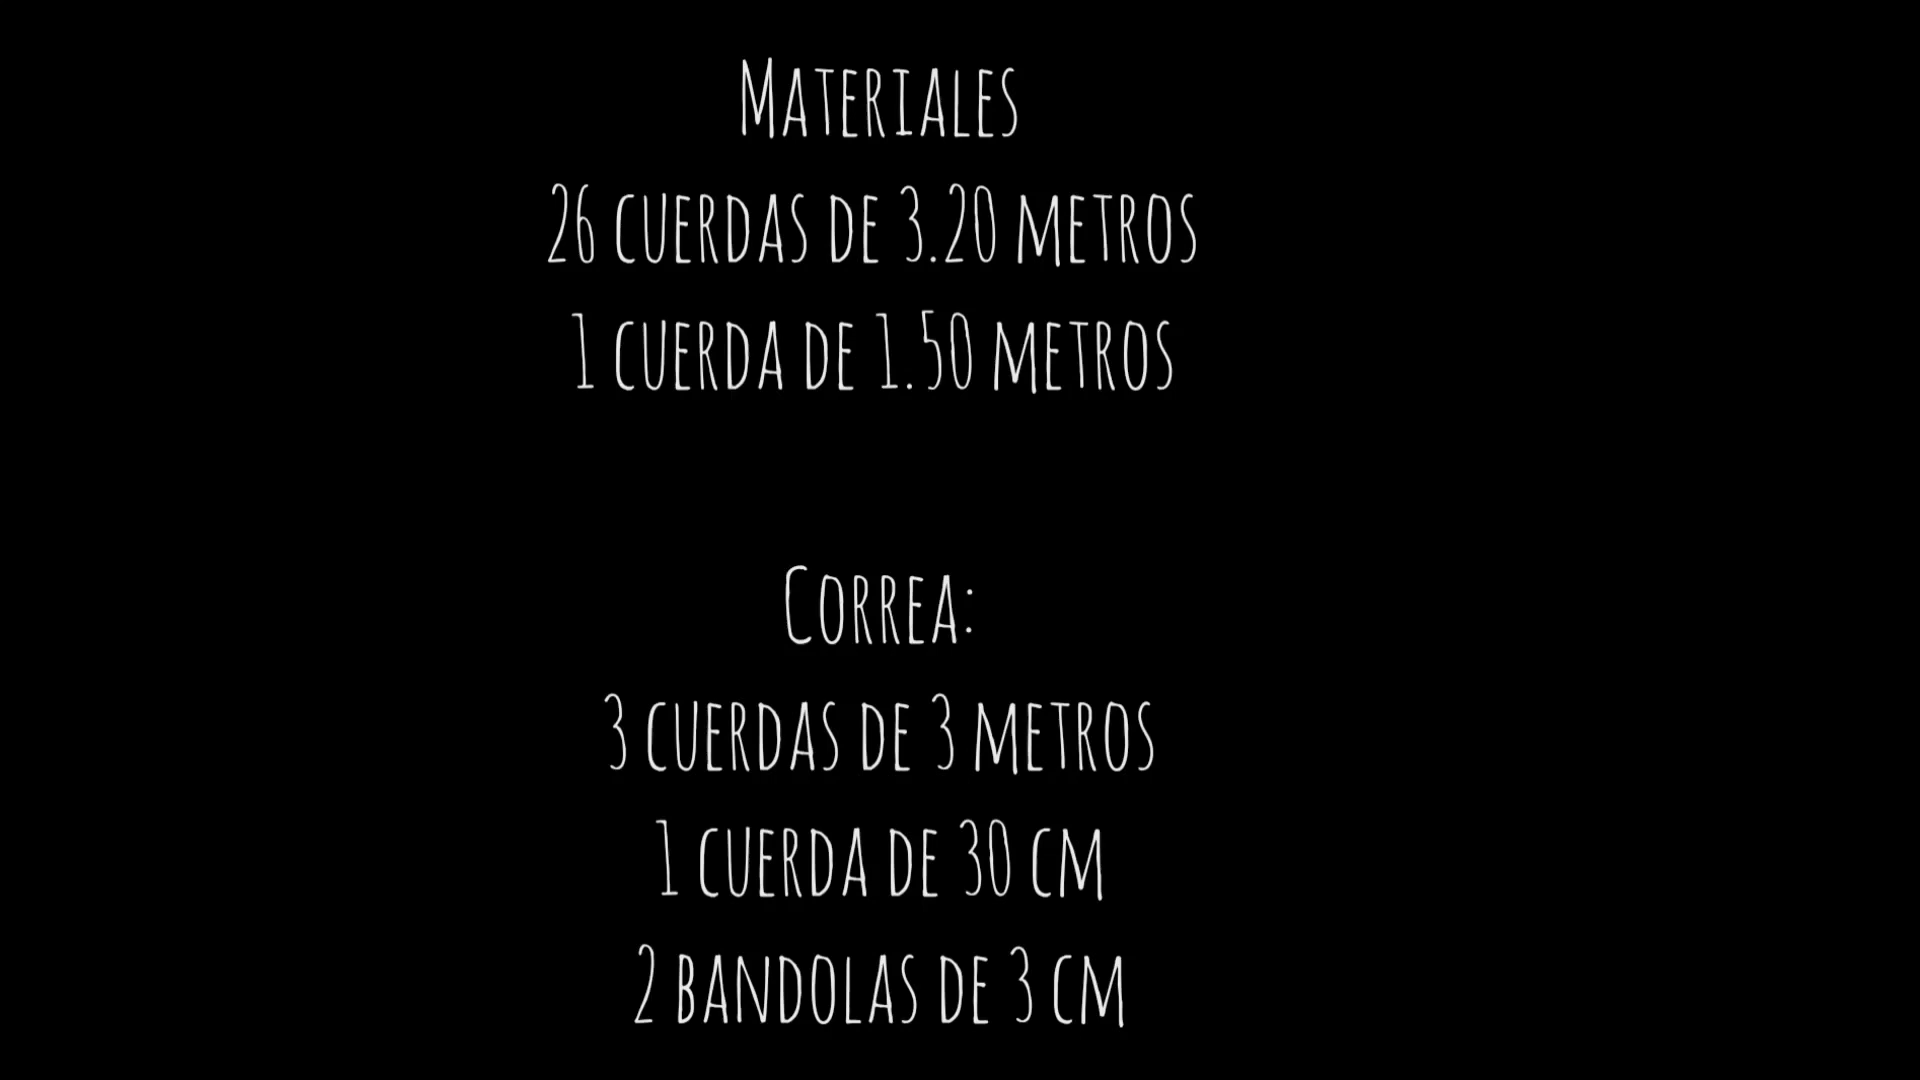 Materiales
26 cuerdas de 3.20 metros
1 cuerda de 1.50 metros
Correa:
3 cuerdas de 3 metros
1 cuerda de 30 cm
2 bandolas de 3 cm